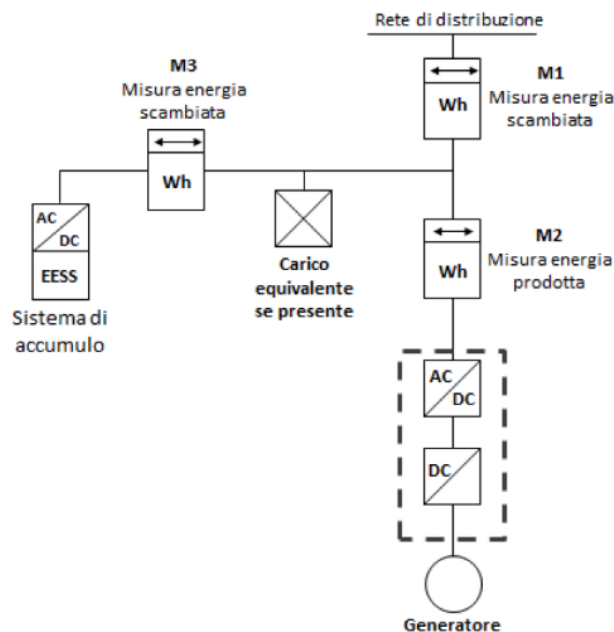 Rete di distribuzione
M3
Misura energia
scambiata
Wh
M1
Misura energia
scambiata
Wh
AC
DC
EESS
Sistema di
accumulo
Carico
equivalente
se presente
Wh
M2
Misura energia
prodotta
AC
DC
DC
Generatore